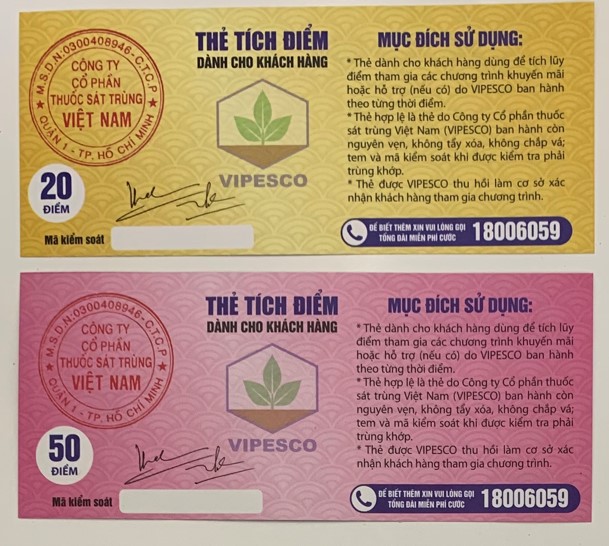 M.S.D.N:0300408946-C.T.C.P
CÔNG TY
CỔ PHẦN
THUỐC SÁT TRÙNG
VIỆT NAM
QUẬN 1 - TP. HỒ CHÍ MINH
20
ĐIỂM
Mã kiểm soát
THẺ TÍCH ĐIỂM
DÀNH CHO KHÁCH HÀNG
VIPESCO
MỤC ĐÍCH SỬ DỤNG:
* Thẻ dành cho khách hàng dùng để tích lũy
điểm tham gia các chương trình khuyến mãi
hoặc hỗ trợ (nếu có) do VIPESCO ban hành
theo từng thời điểm.
* Thẻ hợp lệ là thẻ do Công ty Cổ phần thuốc
sát trùng Việt Nam (VIPESCO) ban hành còn
nguyên vẹn, không tẩy xóa, không chắp vá;
tem và mã kiểm soát khi được kiểm tra phải
trùng khớp.
* Thẻ được VIPESCO thu hồi làm cơ sở xác
nhận khách hàng tham gia chương trình.
ĐỂ BIẾT THÊM XIN VUI LÒNG GỌI
TỔNG ĐÀI MIỄN PHÍ CƯỚC
18006059
M.S.D.N:0300408946-C.T.C.P
CÔNG TY
CỔ PHẦN
THUỐC SÁT TRÙNG
VIỆT NAM
QUẬN 1 - TP. HỒ CHÍ MINH
50
ĐIỂM
Mã kiểm soát
THẺ TÍCH ĐIỂM
DÀNH CHO KHÁCH HÀNG
VIPESCO
MỤC ĐÍCH SỬ DỤNG:
* Thẻ dành cho khách hàng dùng để tích lũy
điểm tham gia các chương trình khuyến mãi
hoặc hỗ trợ (nếu có) do VIPESCO ban hành
theo từng thời điểm.
* Thẻ hợp lệ là thẻ do Công ty Cổ phần thuốc
sát trùng Việt Nam (VIPESCO) ban hành còn
nguyên vẹn, không tẩy xóa, không chắp vá;
tem và mã kiểm soát khi được kiểm tra phải
trùng khớp.
* Thẻ được VIPESCO thu hồi làm cơ sở xác
nhận khách hàng tham gia chương trình.
ĐỂ BIẾT THÊM XIN VUI LÒNG GỌI
TỔNG ĐÀI MIỄN PHÍ CƯỚC
18006059